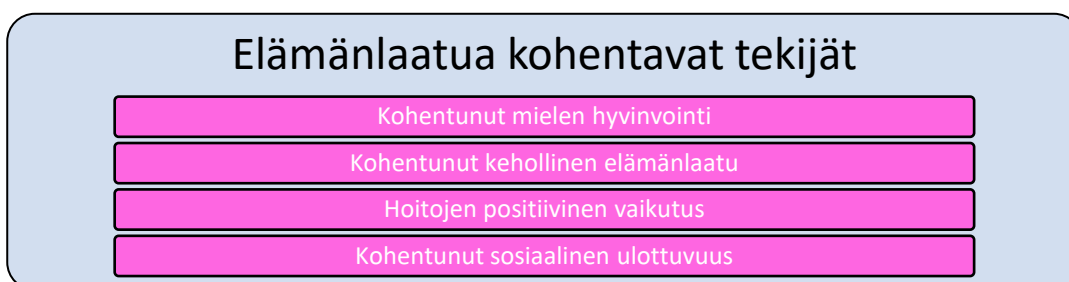 Elämänlaatua kohentavat tekijät
Kohentunut mielen hyvinvointi
Kohentunut kehollinen elämänlaatu
Hoitojen positiivinen vaikutus
Kohentunut sosiaalinen ulottuvuus